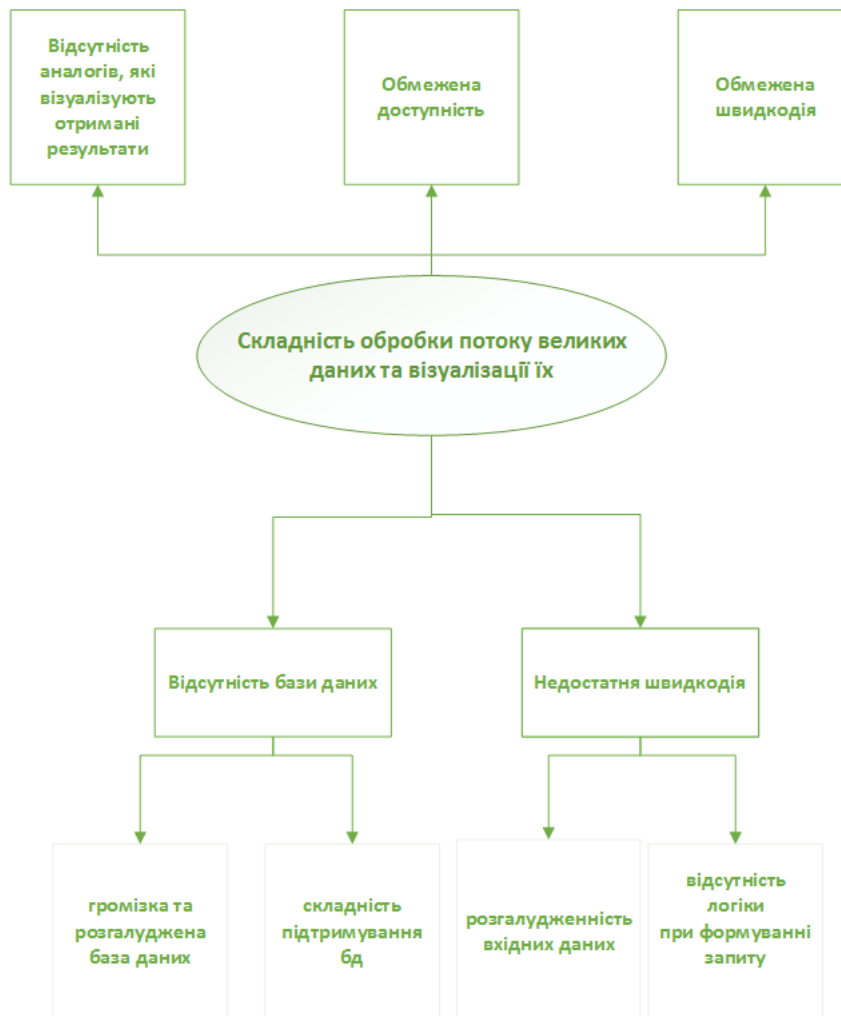 Відсутність
аналогів, які
візуалізують
отримані
результати
Обмежена
доступність
Обмежена
швидкодія
Складність обробки потоку великих
даних та візуалізації їх
Відсутність бази даних
Недостатня швидкодія
громізка та
розгалуджена
база даних
складність
підтримування
бд
розгалудженність
вхідних даних
відсутність
логіки
при формуванні
запиту